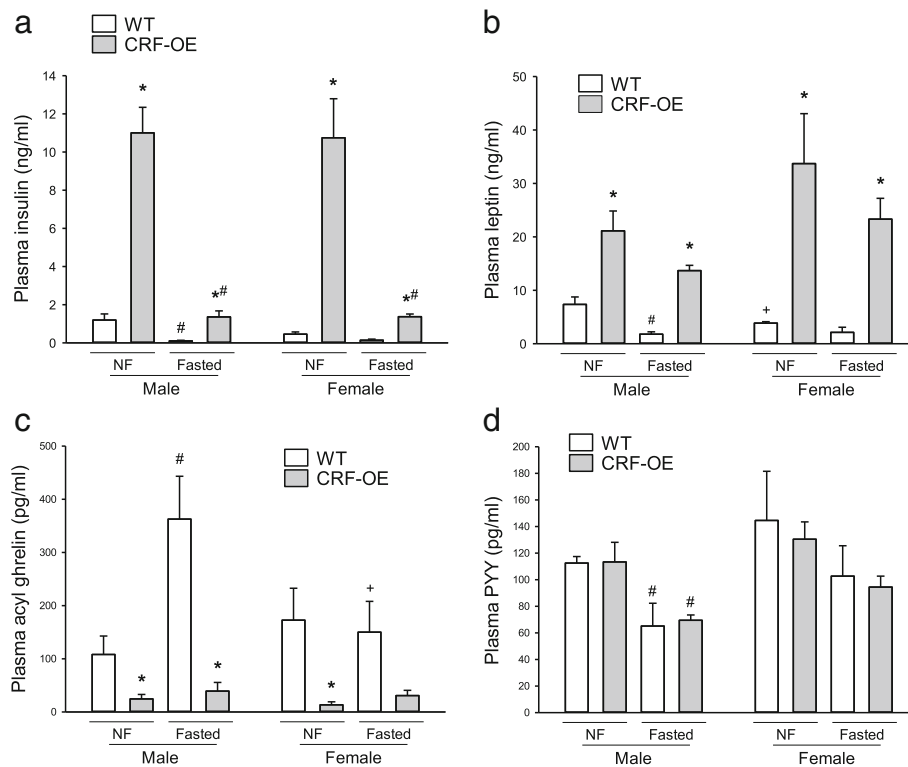 a
WT
CRF-OE
Plasma insulin (ng/ml)
14
12
10
8
6
4
2
0
*
*
#
*#
*#
NF
Fasted
NF
Fasted
Male
Female
b
WT
CRF-OE
Plasma leptin (ng/ml)
50
40
30
20
10
0
*
*
#
*
+
*
NF
Fasted
NF
Fasted
Male
Female
c
WT
CRF-OE
Plasma acyl ghrelin (pg/ml)
500
400
300
200
100
0
#
*
*
*
+
NF
Fasted
NF
Fasted
Male
Female
d
WT
CRF-OE
Plasma PYY (pg/ml)
200
180
160
140
120
100
80
60
40
20
0
#
#
NF
Fasted
NF
Fasted
Male
Female